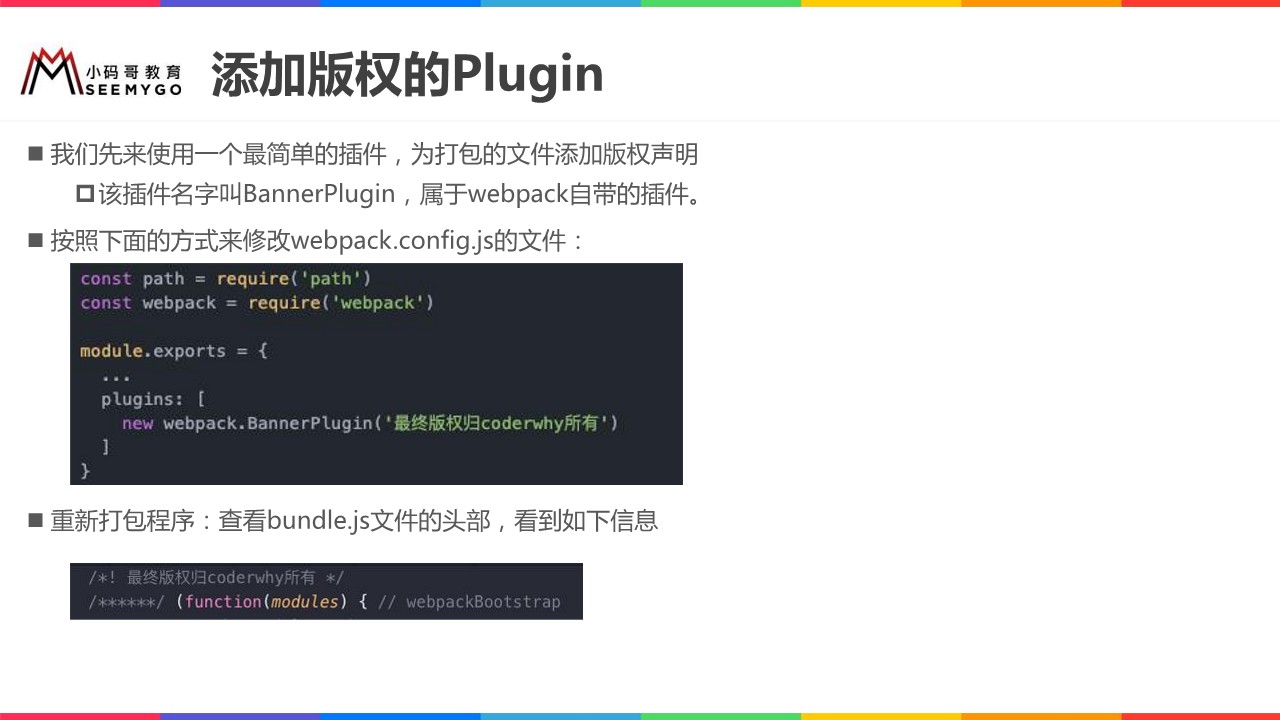 小码哥教育
SEEMYGO
添加版权的Plugin
我们先来使用一个最简单的插件，为打包的文件添加版权声明
该插件名字叫BannerPlugin，属于webpack自带的插件。
按照下面的方式来修改webpack.config.js的文件：
const path = require('path')
const webpack = require('webpack')
module.exports = {
...
plugins: [
new webpack.BannerPlugin('最终版权归coderwhy所有')
]
}
重新打包程序：查看bundle.js文件的头部，看到如下信息
/*! 最终版权归coderwhy所有 */
/******/ (function(modules) { // webpackBootstrap